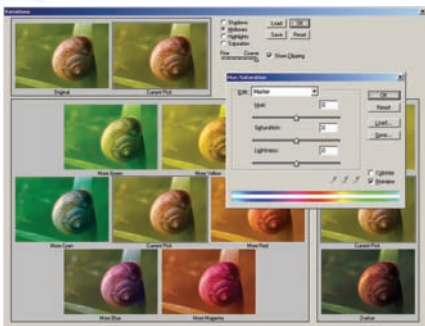 Variations
Original
Current Pick
Shadows
Midtones
Highlights
Saturation
Fine Coarse
Load
OK
Save
Reset
Show Clipping
More Green
More Yellow
More Cyan
Current Pick
More Red
More Blue
More Magenta
Current Pick
Darker
Hue/Saturation
Edit: Master
Hue: 0
Saturation: 0
Lightness: 0
OK
Reset
Load...
Save...
Colorize
Preview